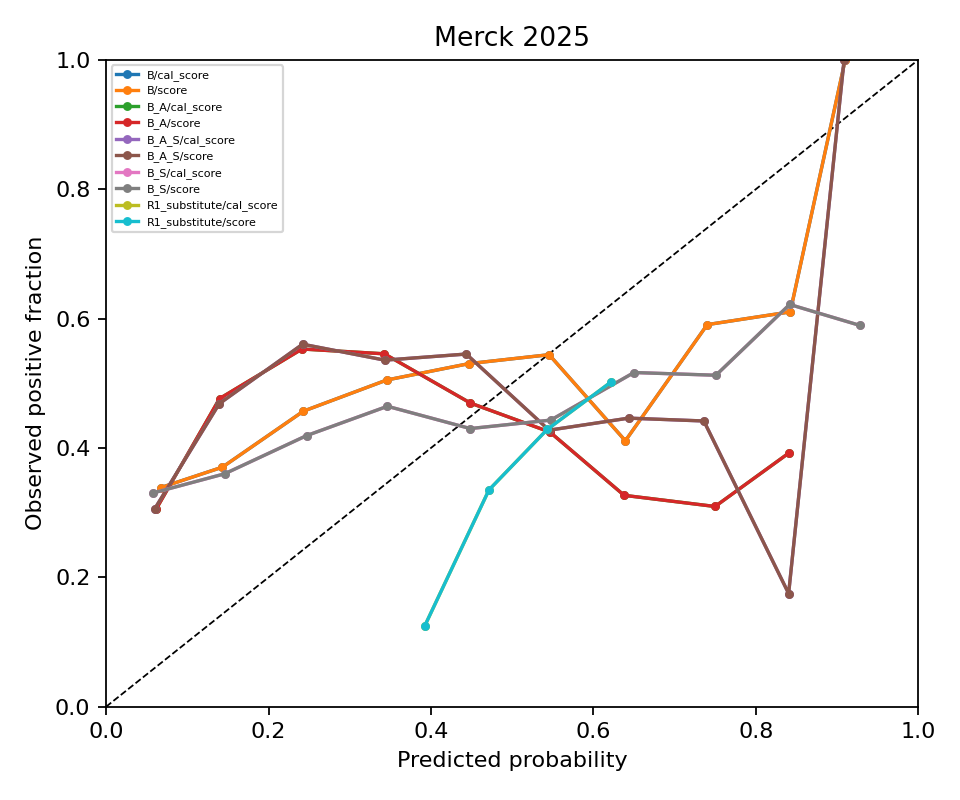 Merck 2025
B/cal_score
B/score
B_A/cal_score
B_A/score
B_A_S/cal_score
B_A_S/score
B_S/cal_score
B_S/score
R1_substitute/cal_score
R1_substitute/score
Observed positive fraction
1.0
0.8
0.6
0.4
0.2
0.0
0.0 0.2 0.4 0.6 0.8 1.0
Predicted probability